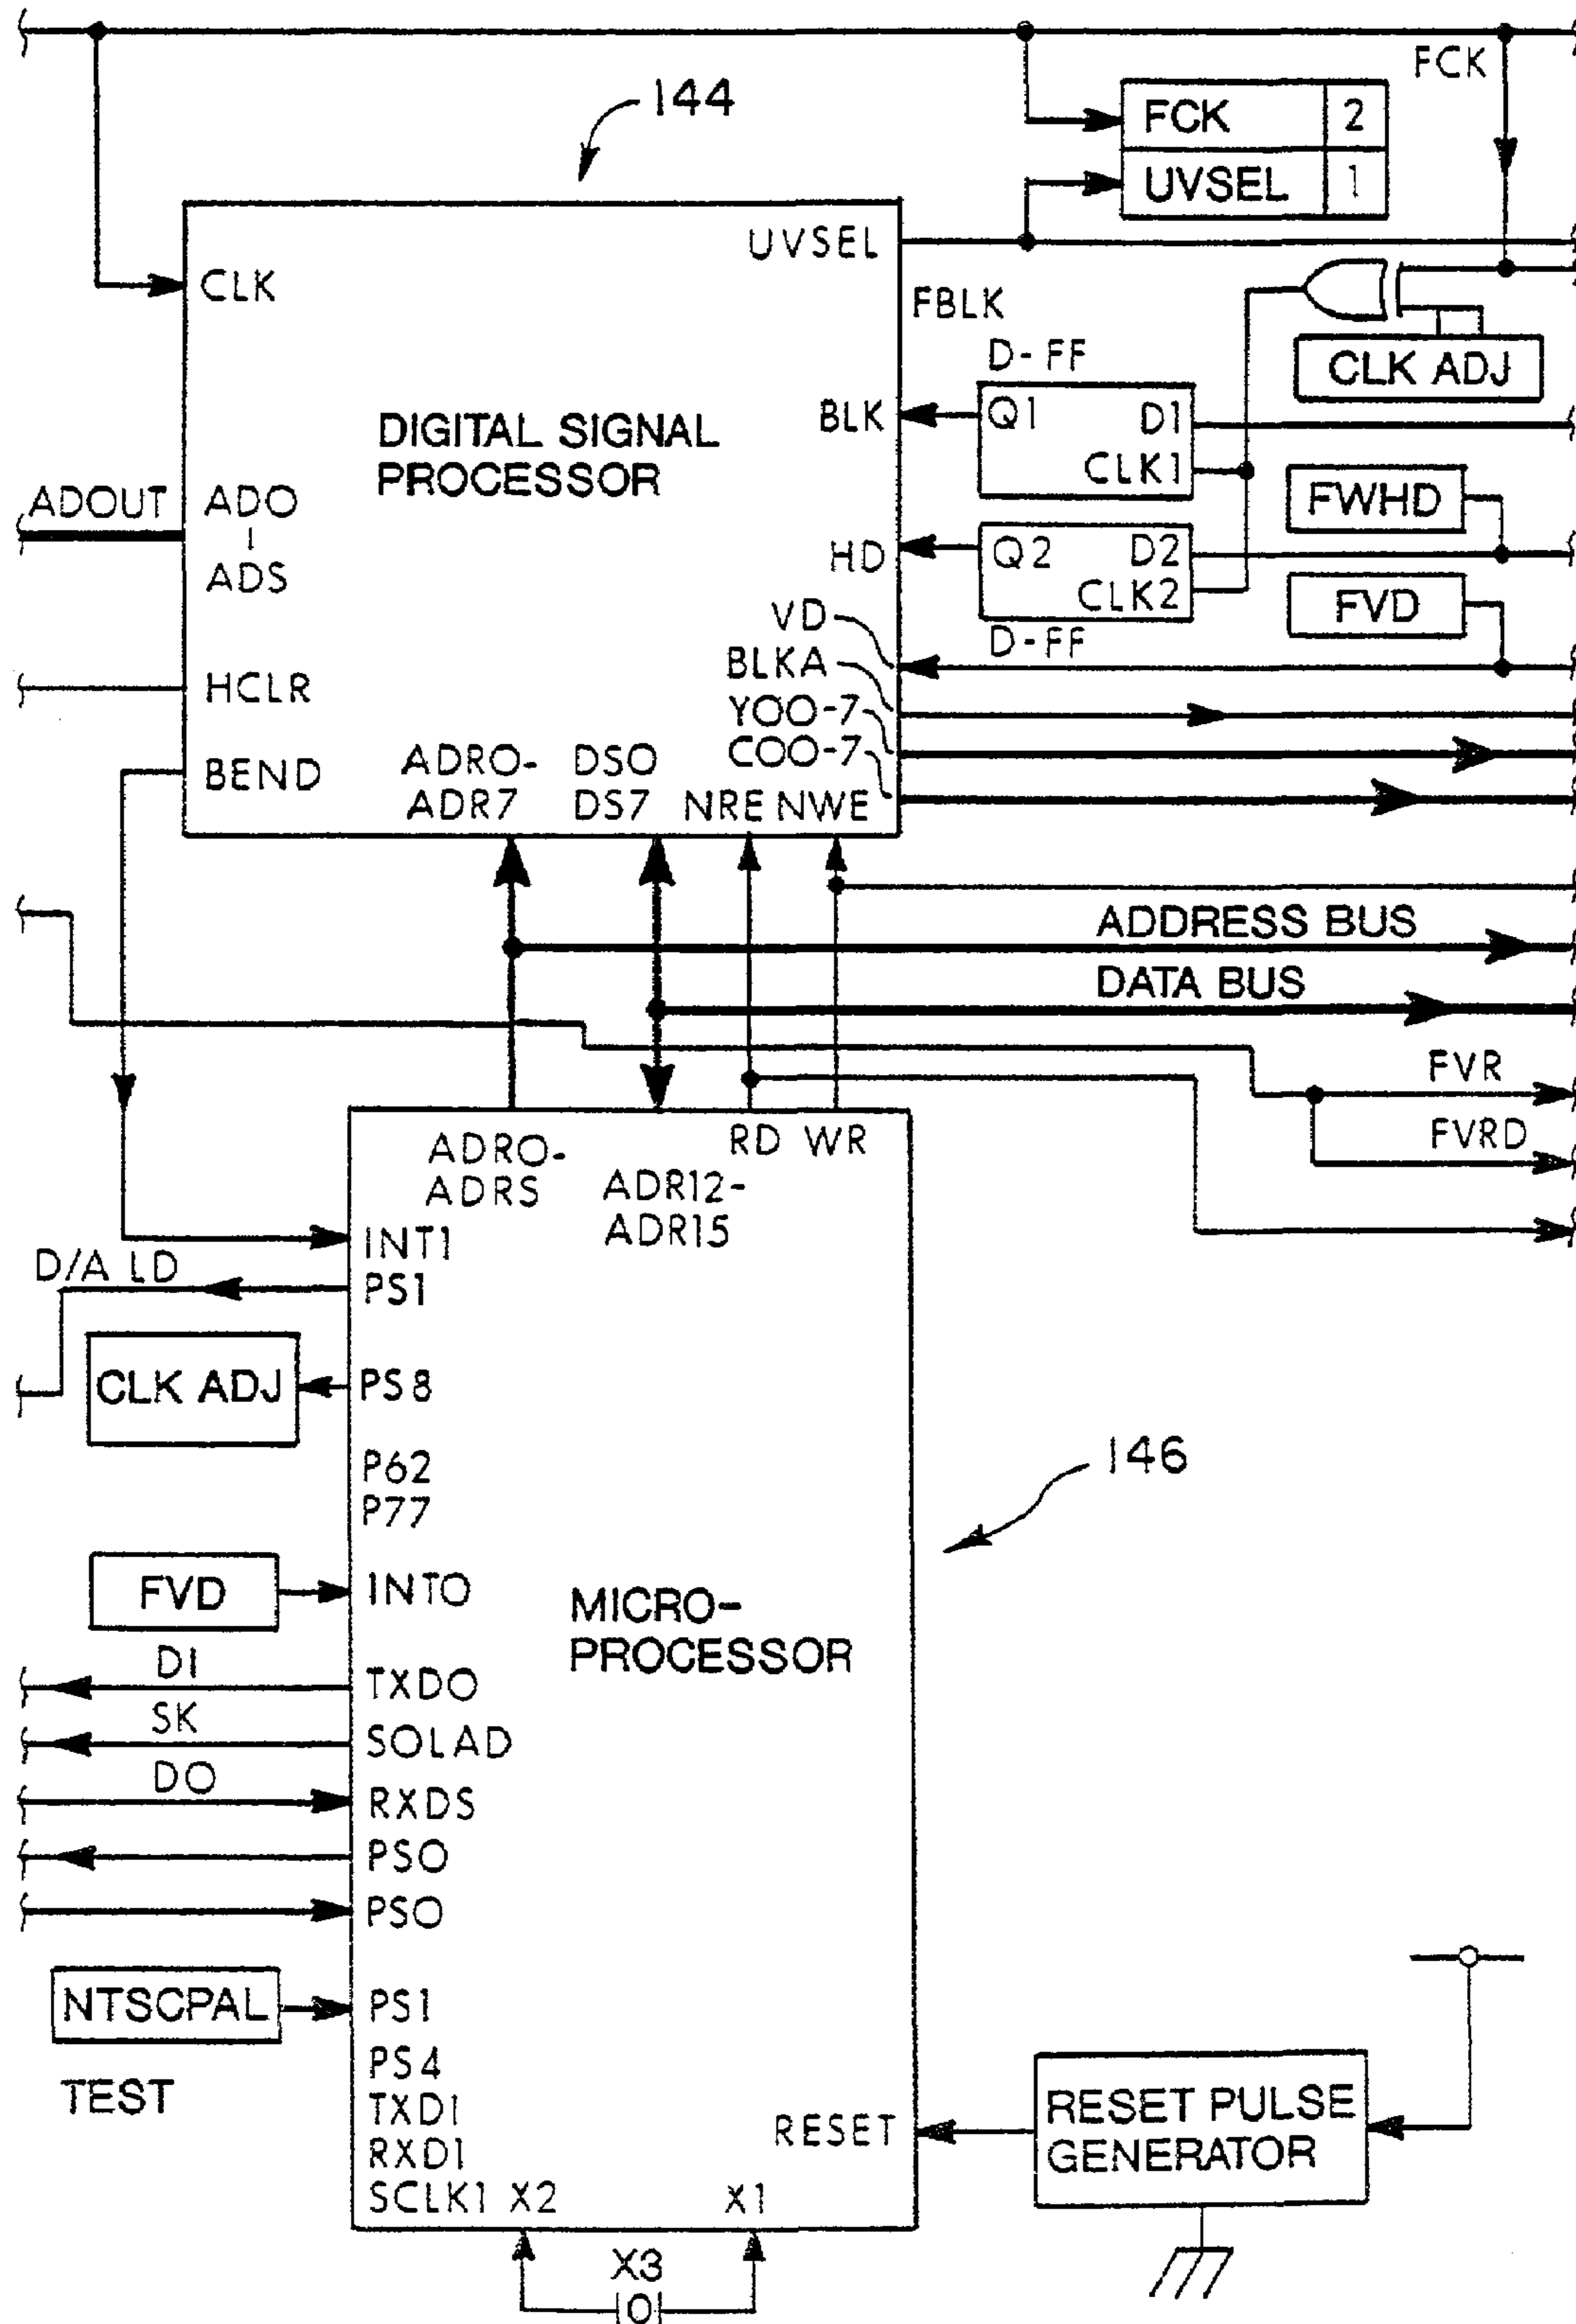 FCK
144
FCK 2
UVSEL 1
UVSEL
CLK
FBLK
D-FF
CLK ADJ
BLK
Q1 D1
CLK1
DIGITAL SIGNAL
PROCESSOR
FWHD
ADOUT
ADO
ADS
HD
Q2 D2
CLK2
D-FF
FVD
VD
BLKA
YOO-7
COO-7
HCLR
BEND
ADRO-
ADR7
DSO
DS7
NRE NWE
ADDRESS BUS
DATA BUS
FVR
FVRD
RD WR
ADRO-
ADRS
ADR12-
ADR15
INT1
D/A LD
PS1
CLK ADJ
PS8
146
P62
P77
FVD
INTO
MICRO-
PROCESSOR
DI
TXDO
SK
SOLAD
DO
RXDS
PSO
PSO
NTSCPAL
PS1
TEST
PS4
TXD1
RXD1
SCLK1 X2
X1
RESET
RESET PULSE
GENERATOR
X3